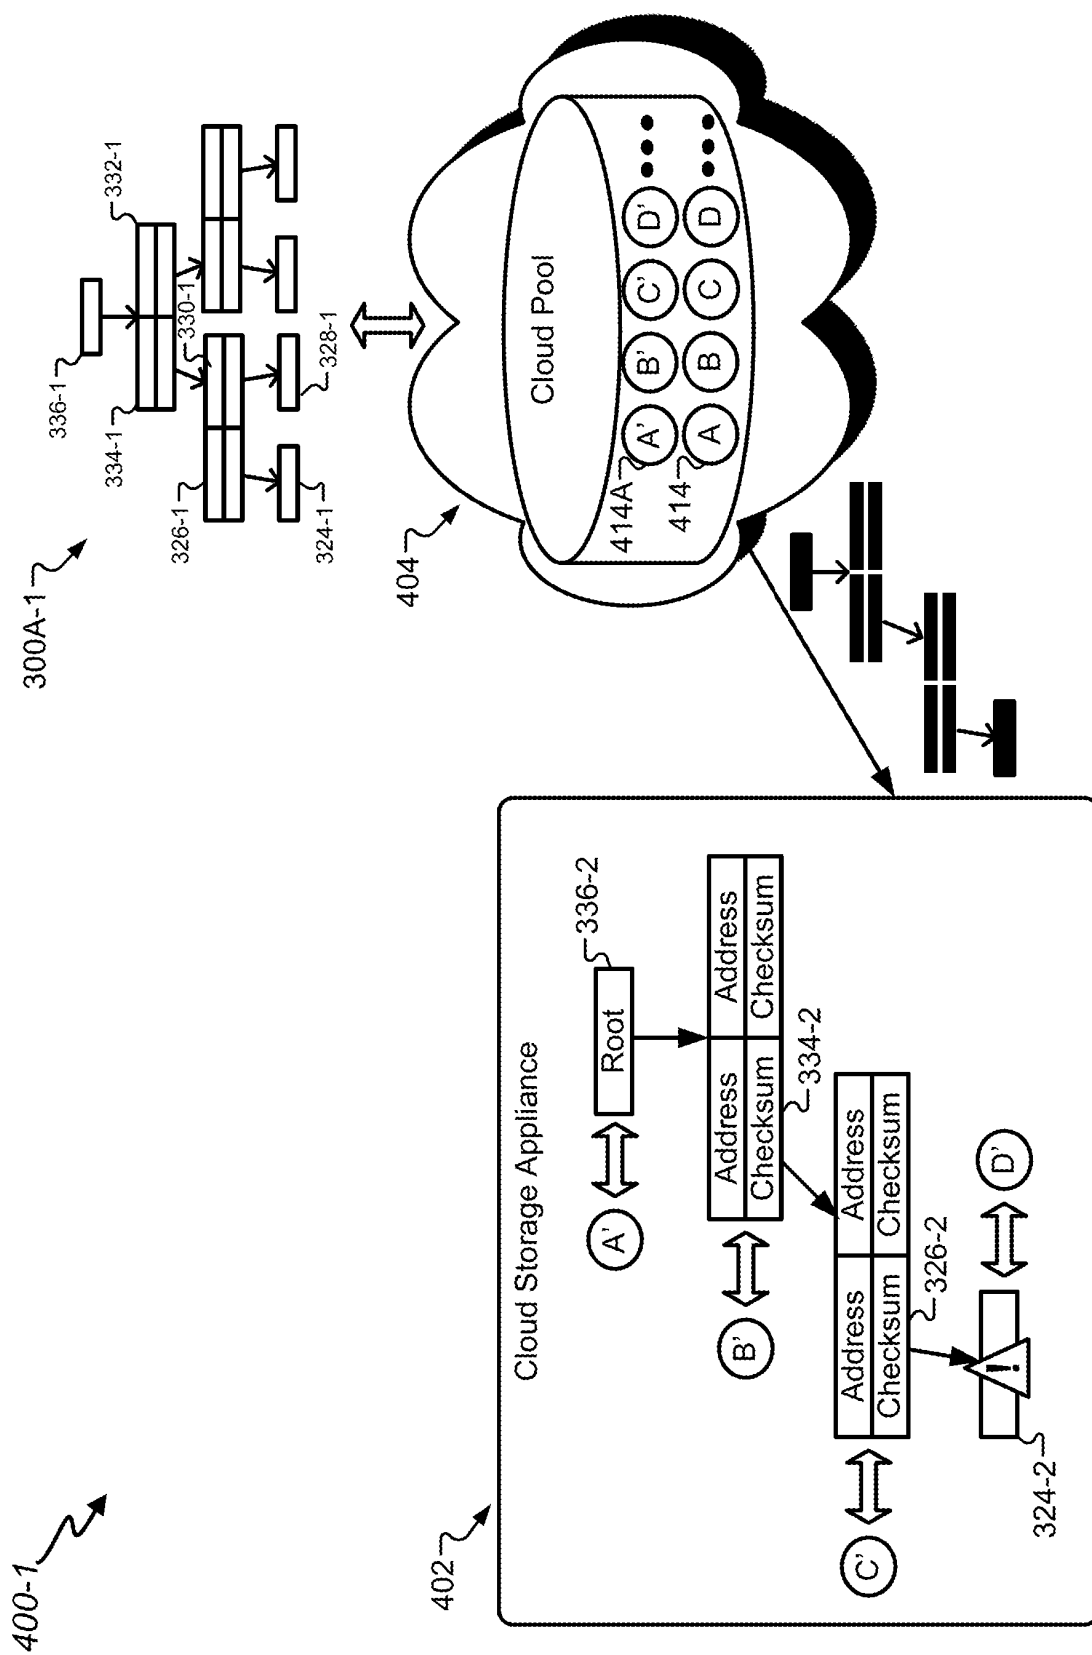 400-1
300A-1
336-1
334-1
332-1
330-1
326-1
328-1
324-1
404
Cloud Pool
414A
A'
B'
C'
D'
414
A
B
C
D
402
Cloud Storage Appliance
A'
Root
336-2
B'
Address
Address
Checksum
Checksum
334-2
C'
Address
Address
Checksum
Checksum
326-2
!
D'
324-2